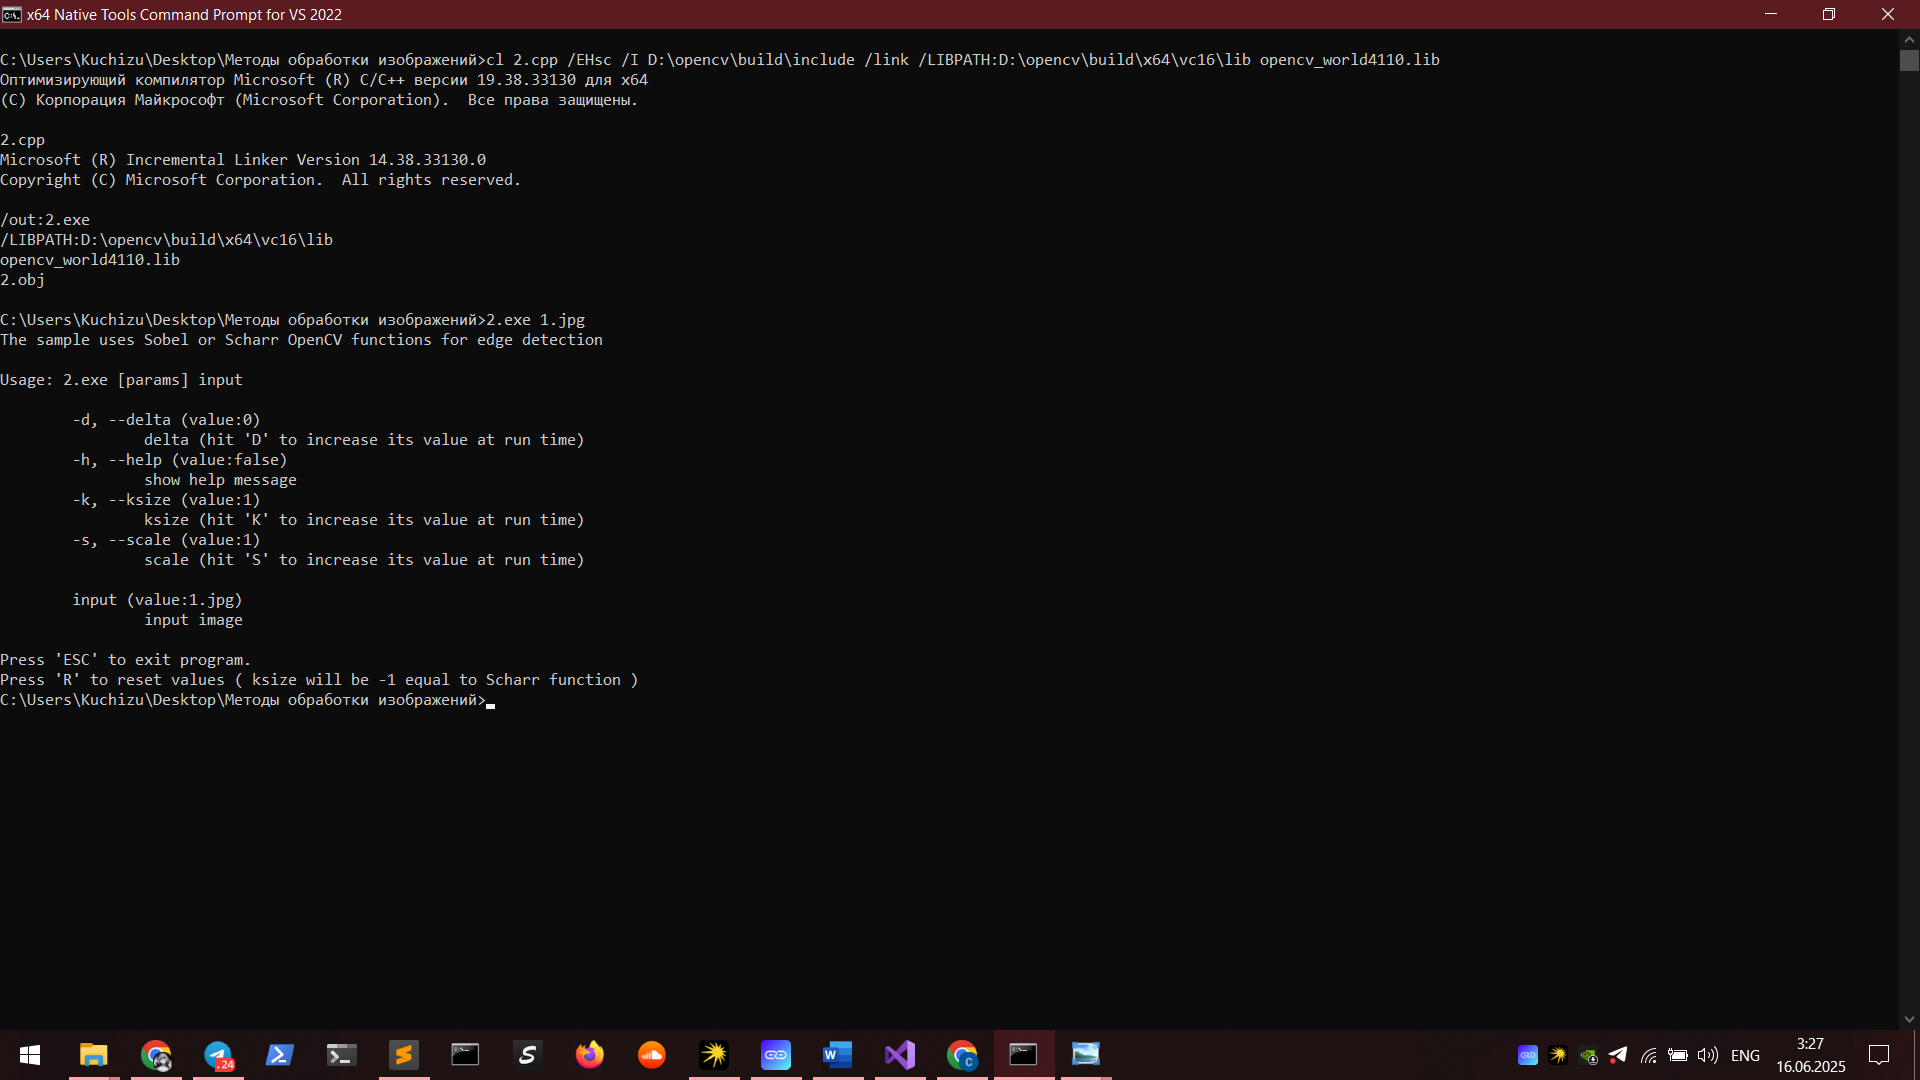 x64 Native Tools Command Prompt for VS 2022
C:\Users\Kuchizu\Desktop\Методы обработки изображений>cl 2.cpp /EHsc /I D:\opencv\build\include /link /LIBPATH:D:\opencv\build\x64\vc16\lib opencv_world4110.lib
Оптимизирующий компилятор Microsoft (R) C/C++ версии 19.38.33130 для x64
(C) Корпорация Майкрософт (Microsoft Corporation).  Все права защищены.
2.cpp
Microsoft (R) Incremental Linker Version 14.38.33130.0
Copyright (C) Microsoft Corporation.  All rights reserved.
/out:2.exe
/LIBPATH:D:\opencv\build\x64\vc16\lib
opencv_world4110.lib
2.obj
C:\Users\Kuchizu\Desktop\Методы обработки изображений>2.exe 1.jpg
The sample uses Sobel or Scharr OpenCV functions for edge detection
Usage: 2.exe [params] input
-d, --delta (value:0)
delta (hit 'D' to increase its value at run time)
-h, --help (value:false)
show help message
-k, --ksize (value:1)
ksize (hit 'K' to increase its value at run time)
-s, --scale (value:1)
scale (hit 'S' to increase its value at run time)
input (value:1.jpg)
input image
Press 'ESC' to exit program.
Press 'R' to reset values ( ksize will be -1 equal to Scharr function )
C:\Users\Kuchizu\Desktop\Методы обработки изображений>
24
ENG
3:27
16.06.2025